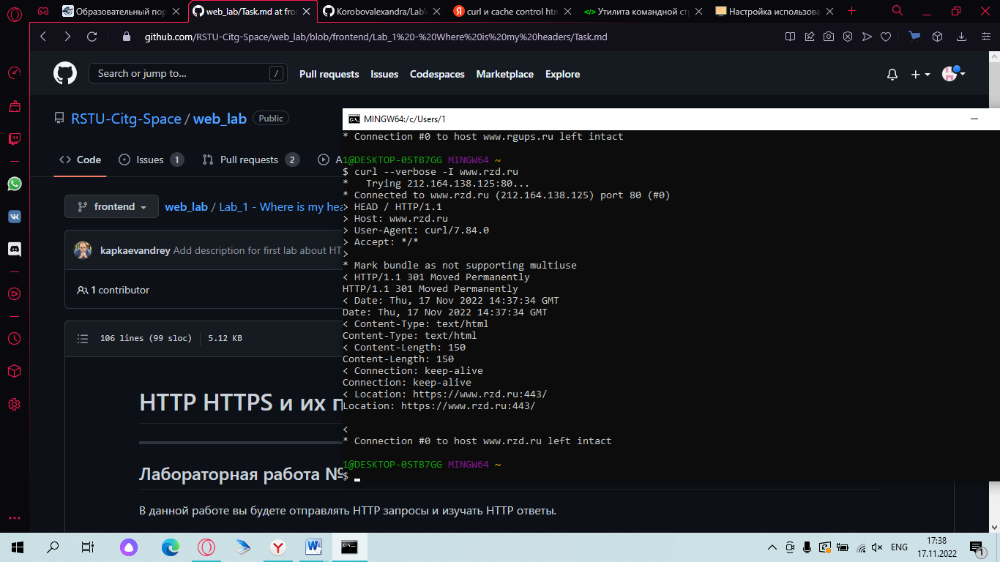 Образовательный пор
web_lab/Task.md at fro
Korobovalexandra/LabV
curl и cache control htt
Утилита командной стр
Настройка использова
github.com/RSTU-Citg-Space/web_lab/blob/frontend/Lab_1%20-%20Where%20is%20my%20headers/Task.md
Search or jump to...
/
Pull requests
Issues
Codespaces
Marketplace
Explore
RSTU-Citg-Space / web_lab
Public
Code
Issues 1
Pull requests 2
A
frontend
web_lab / Lab_1 - Where is my hea
kapkaevandrey Add description for first lab about HT
1 contributor
106 lines (99 sloc)
5.12 KB
HTTP HTTPS и их п
Лабораторная работа №
В данной работе вы будете отправлять HTTP запросы и изучать HTTP ответы.
MINGW64:/c/Users/1
* Connection #0 to host www.rgups.ru left intact
1@DESKTOP-0STB7GG MINGW64 ~
$ curl --verbose -I www.rzd.ru
*   Trying 212.164.138.125:80...
* Connected to www.rzd.ru (212.164.138.125) port 80 (#0)
> HEAD / HTTP/1.1
> Host: www.rzd.ru
> User-Agent: curl/7.84.0
> Accept: */*
>
* Mark bundle as not supporting multiuse
< HTTP/1.1 301 Moved Permanently
HTTP/1.1 301 Moved Permanently
< Date: Thu, 17 Nov 2022 14:37:34 GMT
Date: Thu, 17 Nov 2022 14:37:34 GMT
< Content-Type: text/html
Content-Type: text/html
< Content-Length: 150
Content-Length: 150
< Connection: keep-alive
Connection: keep-alive
< Location: https://www.rzd.ru:443/
Location: https://www.rzd.ru:443/
<
* Connection #0 to host www.rzd.ru left intact
1@DESKTOP-0STB7GG MINGW64 ~
$
ENG
17:38
17.11.2022
1